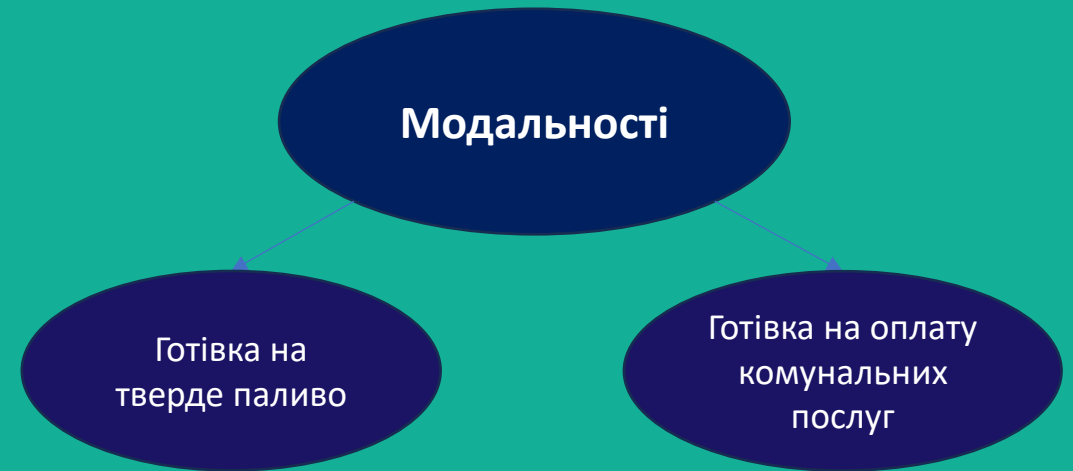 Модальності
Готівка на
тверде паливо
Готівка на оплату
комунальних
послуг